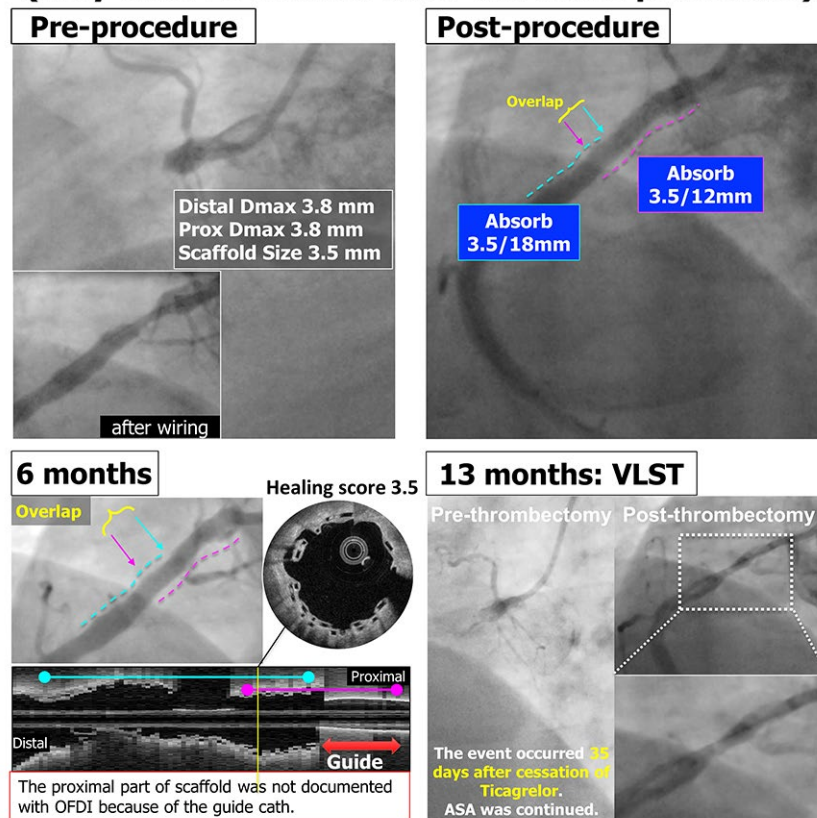 Pre-procedure
Post-procedure
Overlap
Distal Dmax 3.8 mm
Prox Dmax 3.8 mm
Scaffold Size 3.5 mm
Absorb
3.5/12mm
Absorb
3.5/18mm
after wiring
6 months
Healing score 3.5
Overlap
Proximal
Distal
Guide
The proximal part of scaffold was not documented
with OFDI because of the guide cath.
13 months: VLST
Pre-thrombectomy
Post-thrombectomy
The event occurred 35
days after cessation of
Ticagrelor.
ASA was continued.